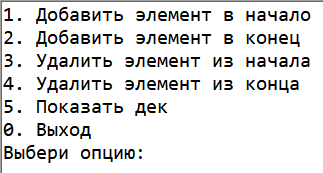 1. Добавить элемент в начало
2. Добавить элемент в конец
3. Удалить элемент из начала
4. Удалить элемент из конца
5. Показать дек
0. Выход
Выбери опцию: